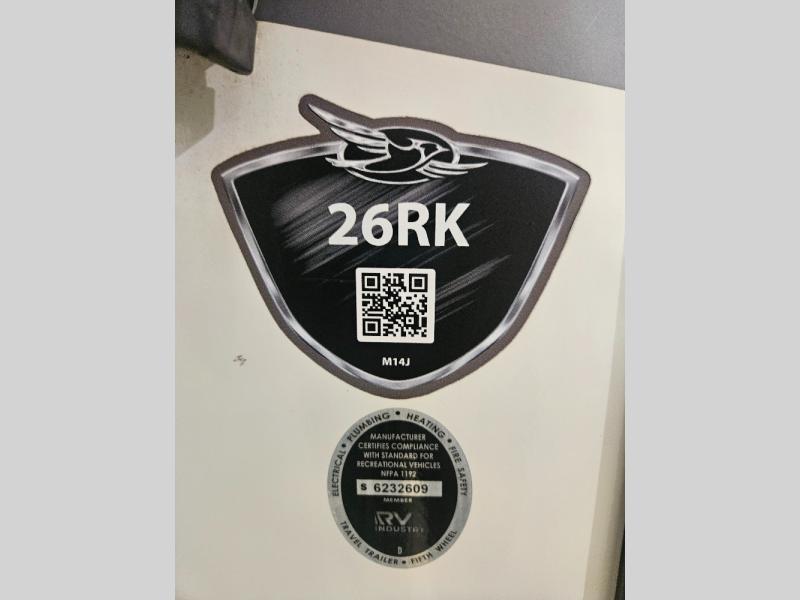 26RK
M14J
ELECTRICAL • PLUMBING • HEATING • FIRE SAFETY
MANUFACTURER
CERTIFIES COMPLIANCE
WITH STANDARD FOR
RECREATIONAL VEHICLES
NFPA 1192
S 6232609
MEMBER
RV
INDUSTRY
D
TRAVEL TRAILER • FIFTH WHEEL